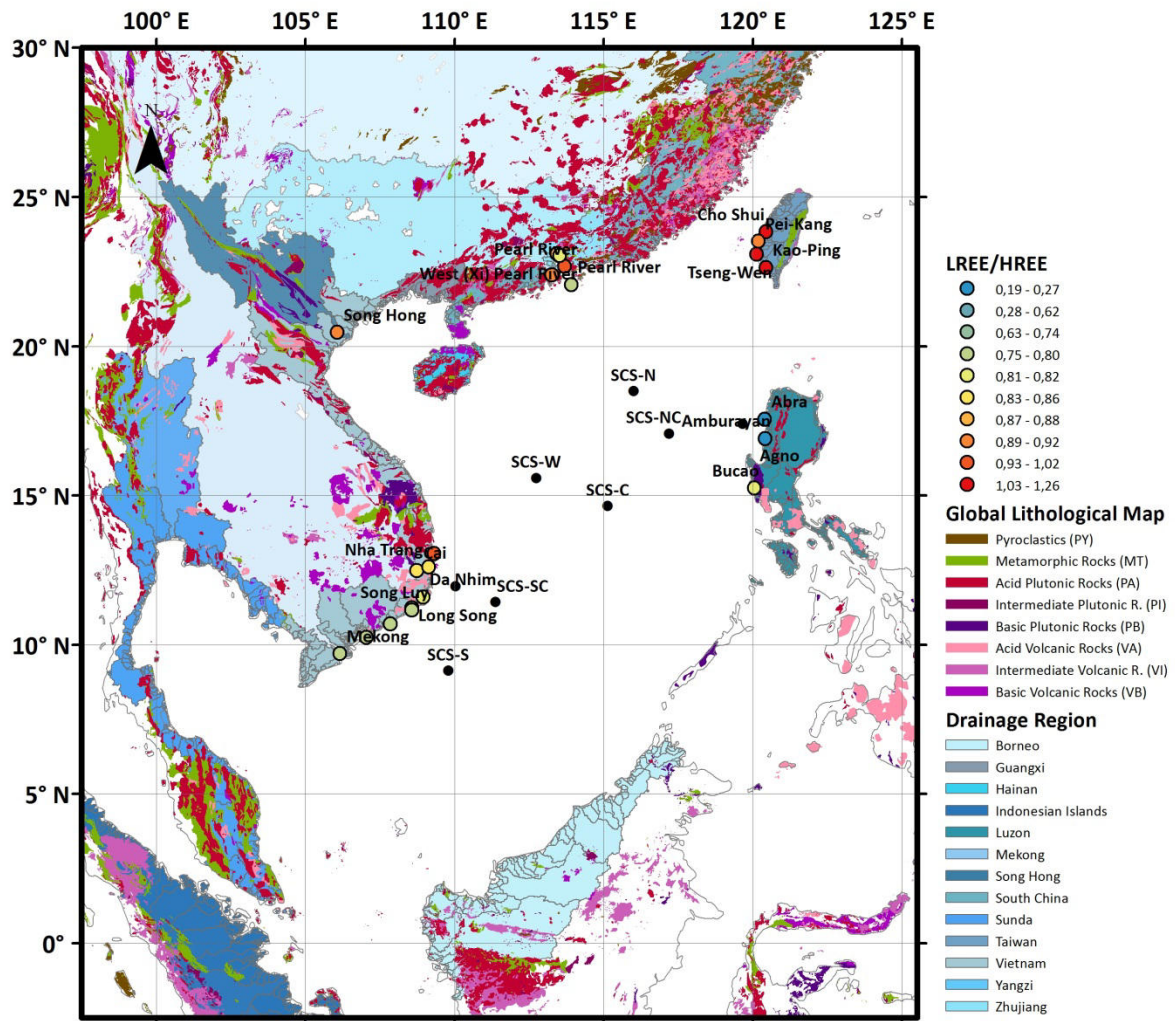 100° E 105° E 110° E 115° E 120° E 125° E
30° N
25° N
20° N
15° N
10° N
5° N
0°
N
Cho Shui
Pei-Kang
Kao-Ping
Tseng-Wen
Pearl River
Pearl River
West (Xi) Pearl River
Song Hong
SCS-N
SCS-NC
Amburayan
Abra
Agno
Bucao
SCS-W
SCS-C
Nha Trang
Cai
Da Nhim
Song Luy
SCS-SC
Long Song
Mekong
SCS-S
LREE/HREE
0,19 - 0,27
0,28 - 0,62
0,63 - 0,74
0,75 - 0,80
0,81 - 0,82
0,83 - 0,86
0,87 - 0,88
0,89 - 0,92
0,93 - 1,02
1,03 - 1,26
Global Lithological Map
Pyroclastics (PY)
Metamorphic Rocks (MT)
Acid Plutonic Rocks (PA)
Intermediate Plutonic R. (PI)
Basic Plutonic Rocks (PB)
Acid Volcanic Rocks (VA)
Intermediate Volcanic R. (VI)
Basic Volcanic Rocks (VB)
Drainage Region
Borneo
Guangxi
Hainan
Indonesian Islands
Luzon
Mekong
Song Hong
South China
Sunda
Taiwan
Vietnam
Yangzi
Zhujiang